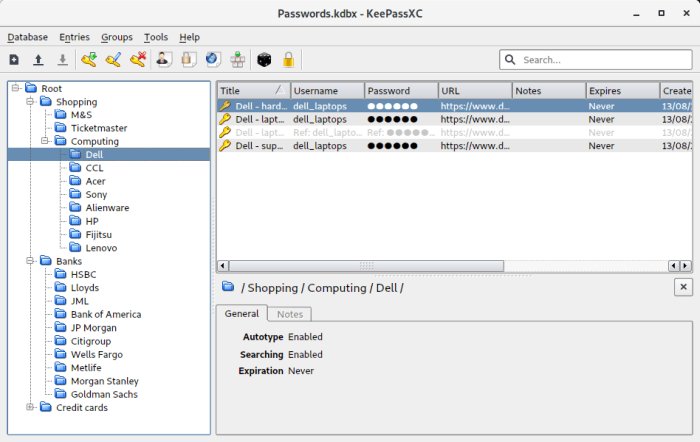 Passwords.kdbx - KeePassXC
Database Entries Groups Tools Help
Search...
Root
Shopping
M&S
Ticketmaster
Computing
Dell
CCL
Acer
Sony
Alienware
HP
Fijitsu
Lenovo
Banks
HSBC
Lloyds
JML
Bank of America
JP Morgan
Citigroup
Wells Fargo
Metlife
Morgan Stanley
Goldman Sachs
Credit cards
Title Username Password URL Notes Expires Create
Dell - hard... dell_laptops ●●●●●● https://www.d... Never 13/08/
Dell - lapt... dell_laptops ●●●●●● https://www.d... Never 13/08/
Dell - lapt... Ref: dell_lapto... Ref: ●●●●●... https://www.d... Never 13/08/
Dell - sup... dell_laptops ●●●●●● https://www.d... Never 13/08/
/ Shopping / Computing / Dell /
General Notes
Autotype Enabled
Searching Enabled
Expiration Never